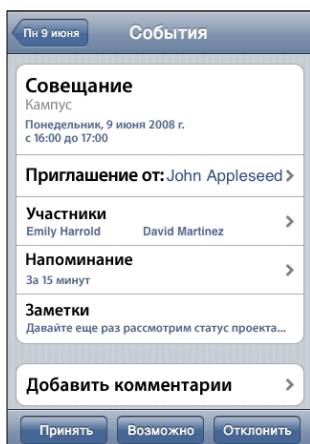 Пн 9 июня События
Совещание
Кампус
Понедельник, 9 июня 2008 г.
с 16:00 до 17:00
Приглашение от: John Appleseed
Участники
Emily Harrold David Martinez
Напоминание
За 15 минут
Заметки
Давайте еще раз рассмотрим статус проекта...
Добавить комментарии
Принять Возможно Отклонить